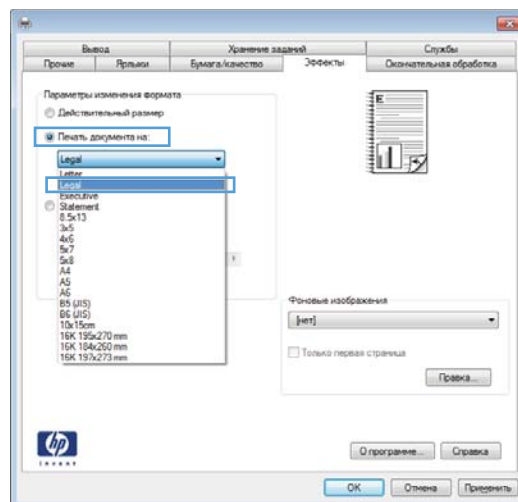 Вывод Хранение заданий Службы
Прочие Ярлыки Бумага/качество Эффекты Окончательная обработка
Параметры изменения формата
Действительный размер
Печать документа на:
Legal
Letter
Legal
Executive
Statement
8.5x13
3x5
4x6
5x7
5x8
A4
A5
A6
B5 (JIS)
B6 (JIS)
10x15cm
16K 195x270 mm
16K 184x260 mm
16K 197x273 mm
E
Фоновые изображения
[нет]
Только первая страница
Правка...
hp
invent
О программе... Справка
OK Отмена Применить